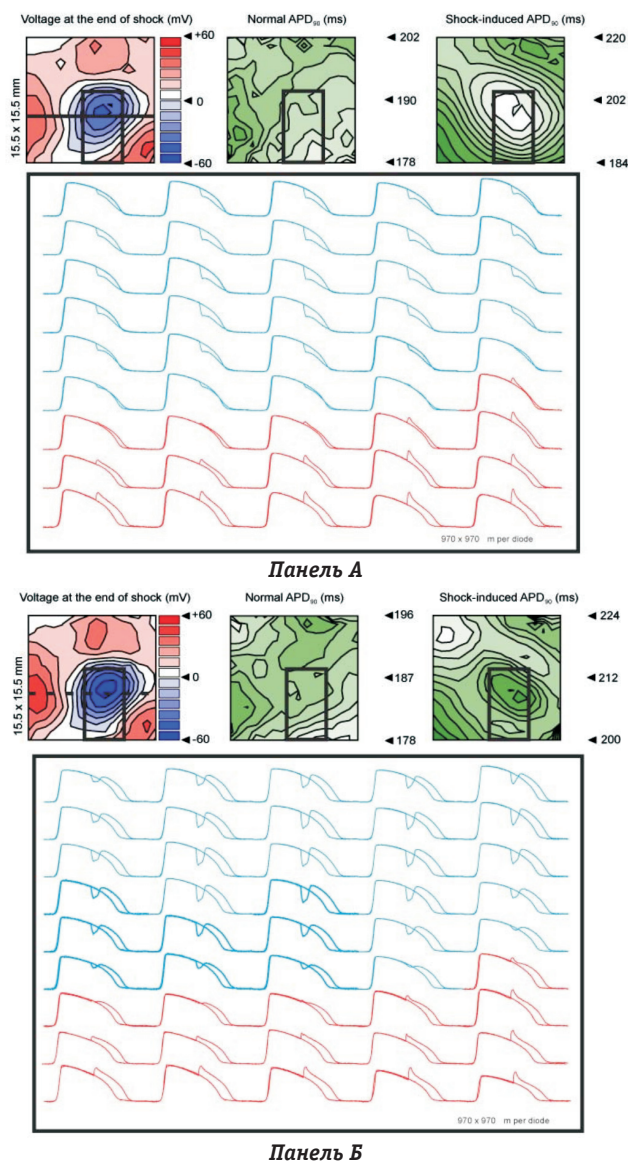 Voltage at the end of shock (mV)
Normal APD₉₀ (ms)
Shock-induced APD₉₀ (ms)
+60
202
220
15.5 x 15.5 mm
0
190
202
-60
178
184
970 x 970 m per diode
Панель А
Voltage at the end of shock (mV)
Normal APD₉₀ (ms)
Shock-induced APD₉₀ (ms)
+60
196
224
15.5 x 15.5 mm
0
187
212
-60
178
200
970 x 970 m per diode
Панель Б